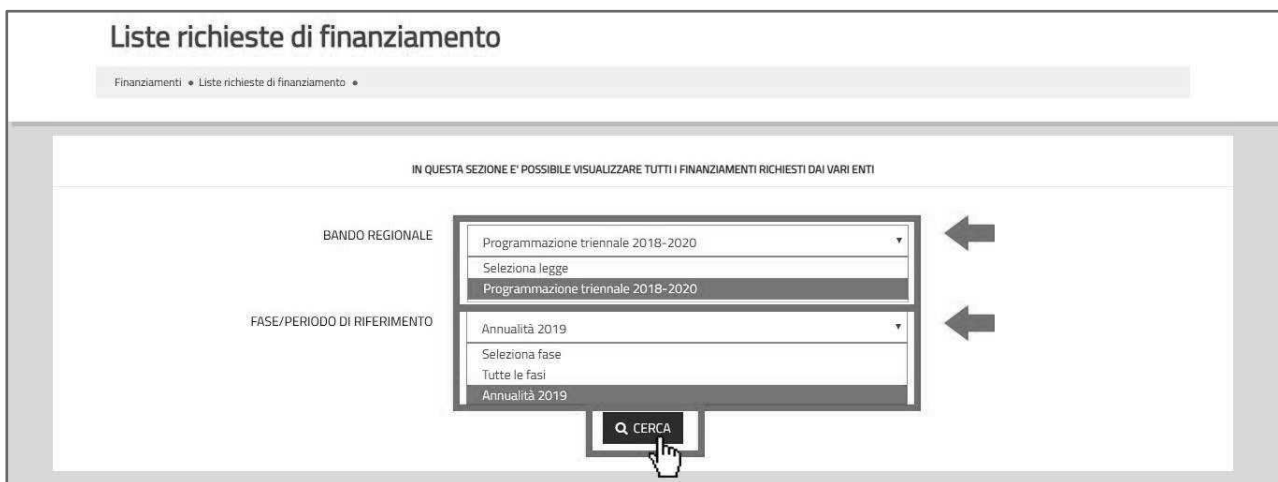 Liste richieste di finanziamento
Finanziamenti • Liste richieste di finanziamento •
IN QUESTA SEZIONE E' POSSIBILE VISUALIZZARE TUTTI I FINANZIAMENTI RICHIESTI DAI VARI ENTI
BANDO REGIONALE
Programmazione triennale 2018-2020
Seleziona legge
Programmazione triennale 2018-2020
FASE/PERIODO DI RIFERIMENTO
Annualità 2019
Seleziona fase
Tutte le fasi
Annualità 2019
CERCA